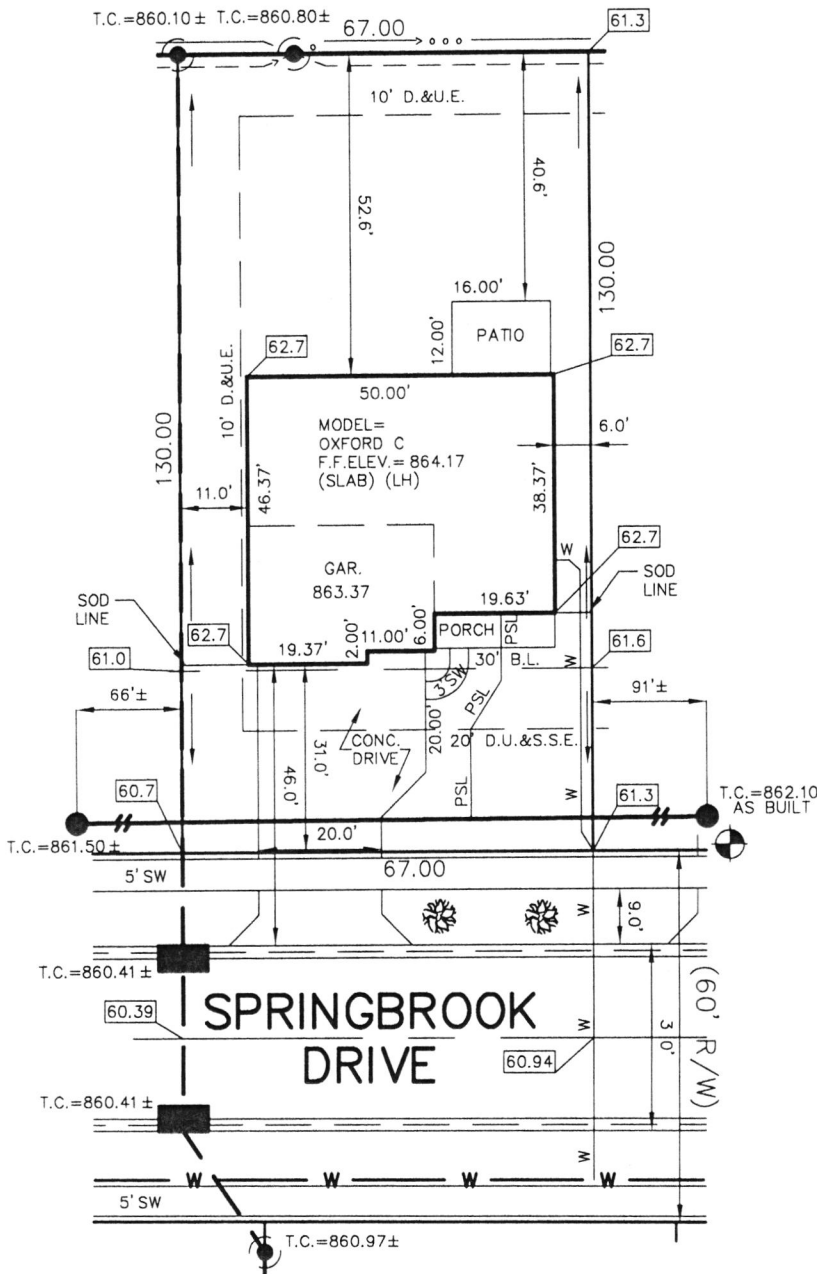 T.C.=860.10± T.C.=860.80±
67.00
61.3
10' D.&U.E.
52.6'
40.6'
130.00
16.00'
12.00'
PATIO
62.7
62.7
10' D.&U.E.
50.00'
130.00
MODEL=
OXFORD C
F.F.ELEV.= 864.17
(SLAB) (LH)
6.0'
11.0'
46.37'
38.37'
62.7
W
GAR.
863.37
SOD
LINE
SOD
LINE
19.63'
62.7
19.37'
2.00'
11.00'
6.00'
PORCH
PSL
61.0
30' B.L.
W
61.6
3'SW
66'±
91'±
PSL
CONC.
DRIVE
20.00'
20' D.U.&S.S.E.
31.0'
46.0'
PSL
W
60.7
61.3
T.C.=862.10
AS BUILT
T.C.=861.50±
20.0'
67.00
5' SW
W
9.0'
T.C.=860.41±
(60' R/W)
60.39
SPRINGBROOK
DRIVE
W
3.0'
60.94
T.C.=860.41±
W
W W W W
5' SW
T.C.=860.97±